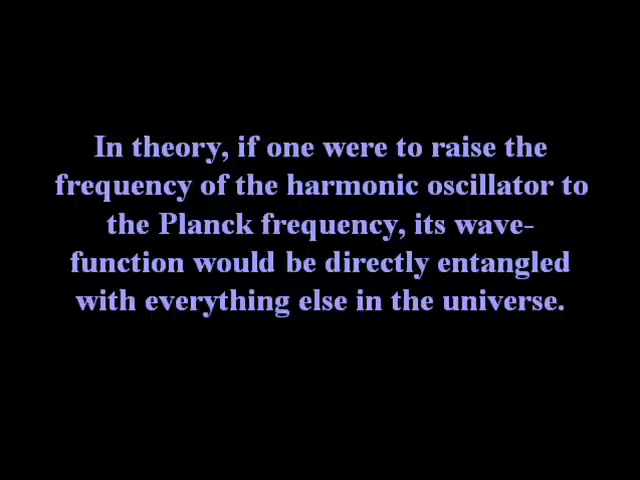 In theory, if one were to raise the
frequency of the harmonic oscillator to
the Planck frequency, its wave-
function would be directly entangled
with everything else in the universe.